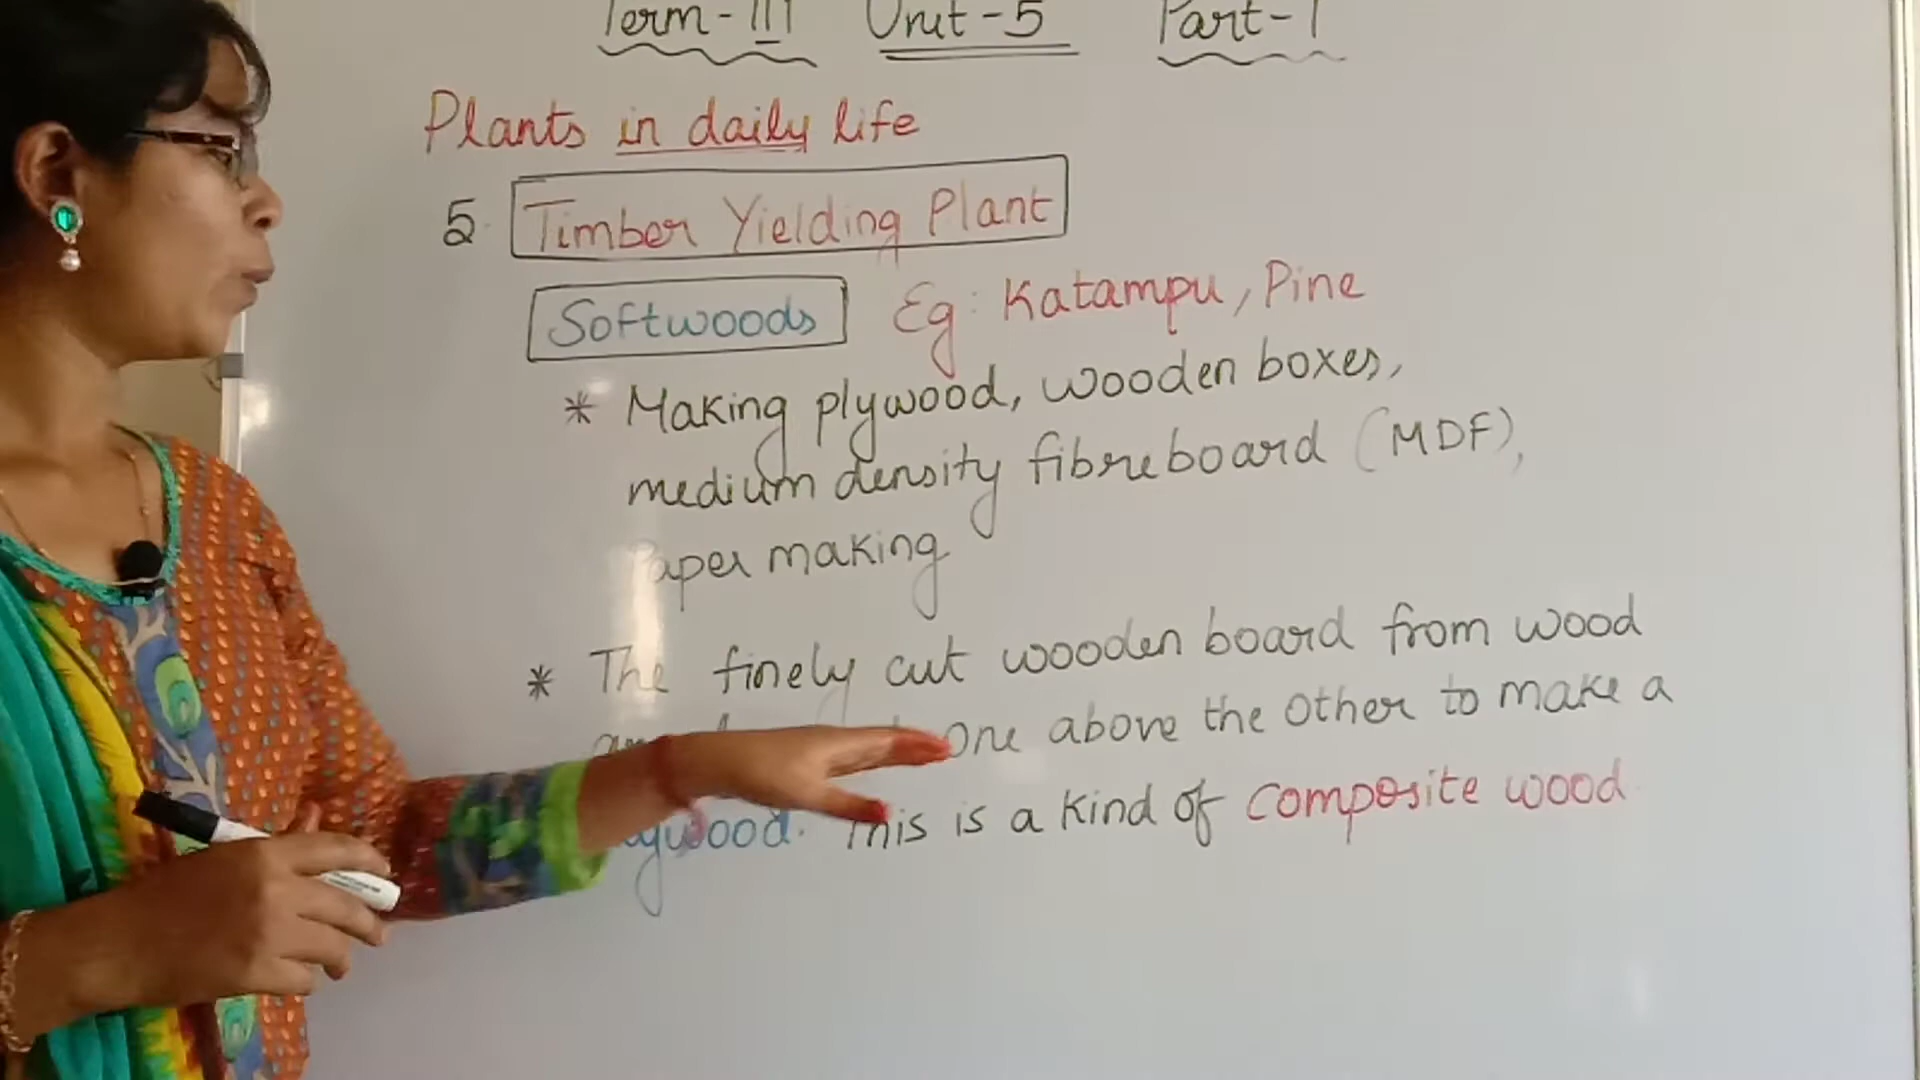 Term-III Unit-5 Part-1
Plants in daily life
5. Timber Yielding Plant
Softwoods Eg: Katampu, Pine
* Making plywood, wooden boxes,
medium density fibreboard (MDF),
Paper making
* The finely cut wooden board from wood
one above the other to make a
This is a kind of composite wood.